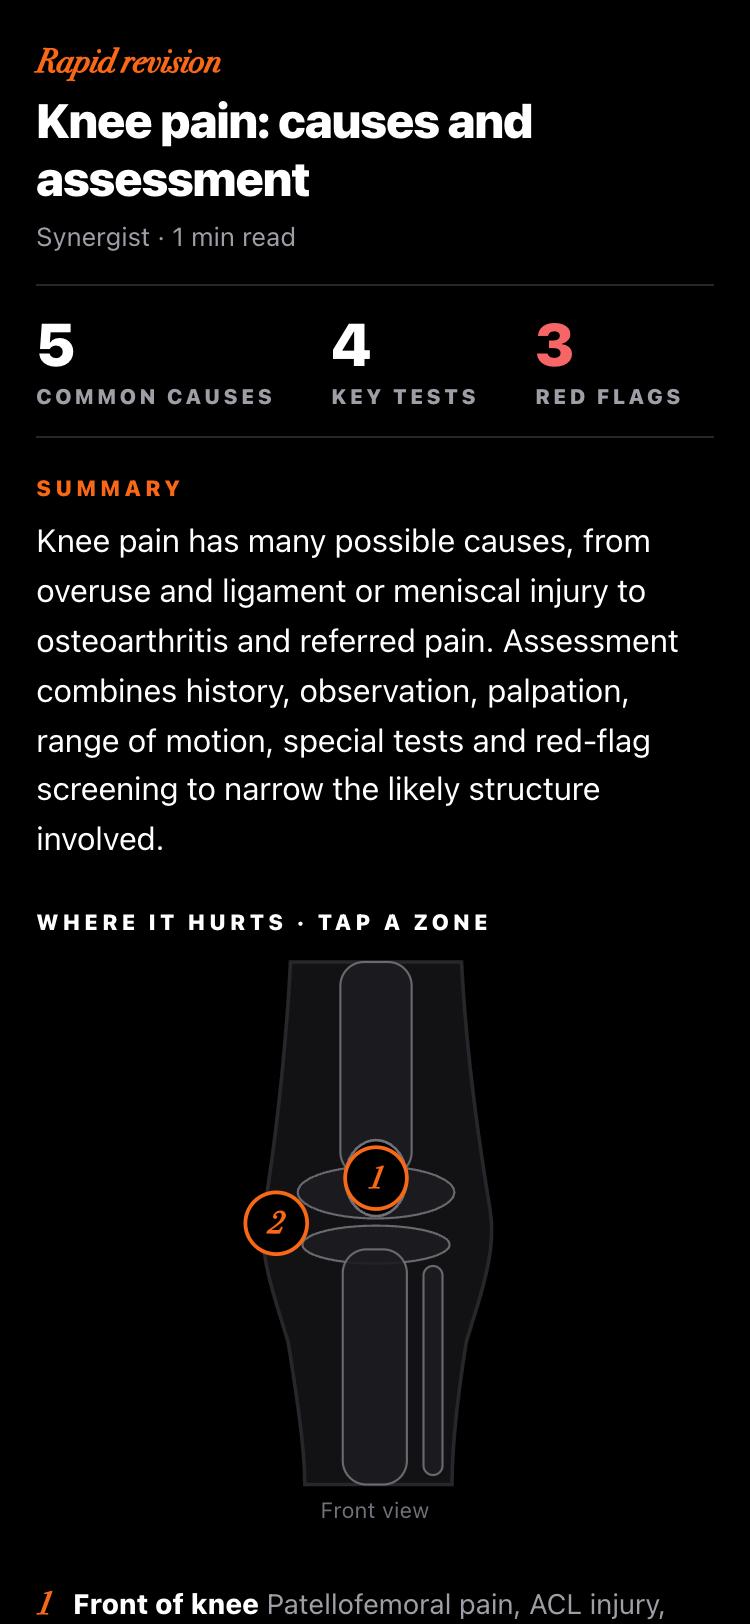 Rapid revision
Knee pain: causes and
assessment
Synergist · 1 min read
5
COMMON CAUSES
4
KEY TESTS
3
RED FLAGS
SUMMARY
Knee pain has many possible causes, from
overuse and ligament or meniscal injury to
osteoarthritis and referred pain. Assessment
combines history, observation, palpation,
range of motion, special tests and red-flag
screening to narrow the likely structure
involved.
WHERE IT HURTS · TAP A ZONE
1
2
Front view
1 Front of knee Patellofemoral pain, ACL injury,